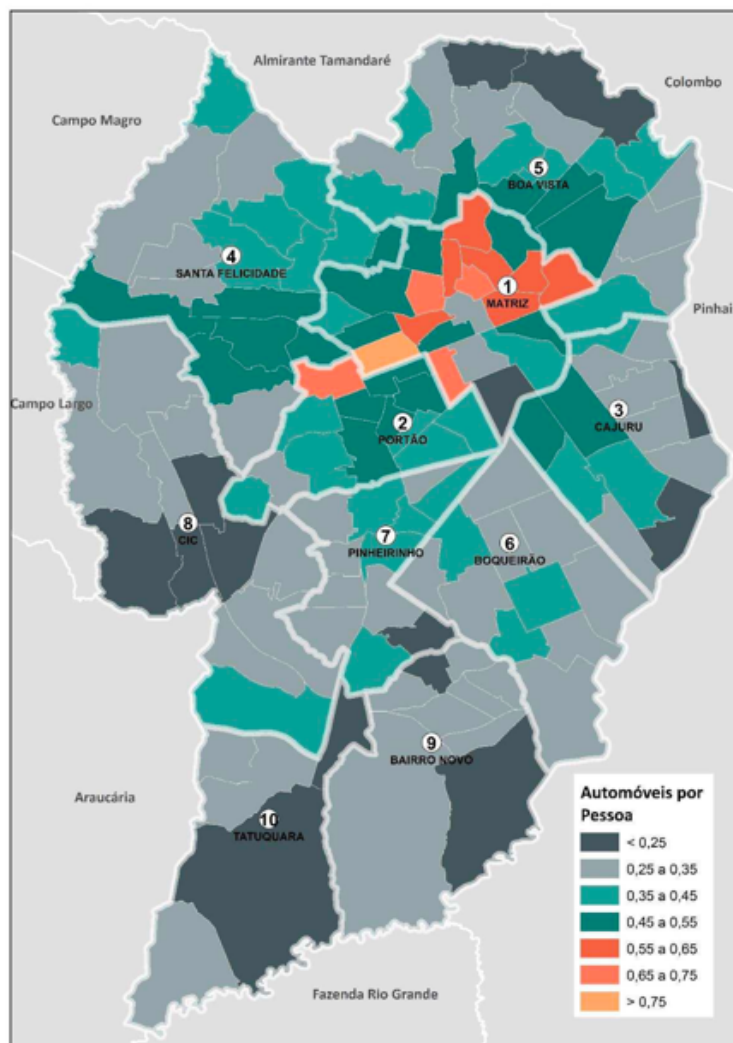 Almirante Tamandaré
Colombo
Campo Magro
5
BOA VISTA
4
SANTA FELICIDADE
1
MATRIZ
Pinhai
Campo Largo
2
PORTÃO
3
CAJURU
8
CIC
7
PINHEIRINHO
6
BOQUEIRÃO
9
BAIRRO NOVO
Araucária
10
TATUQUARA
Fazenda Rio Grande
Automóveis por
Pessoa
< 0,25
0,25 a 0,35
0,35 a 0,45
0,45 a 0,55
0,55 a 0,65
0,65 a 0,75
> 0,75